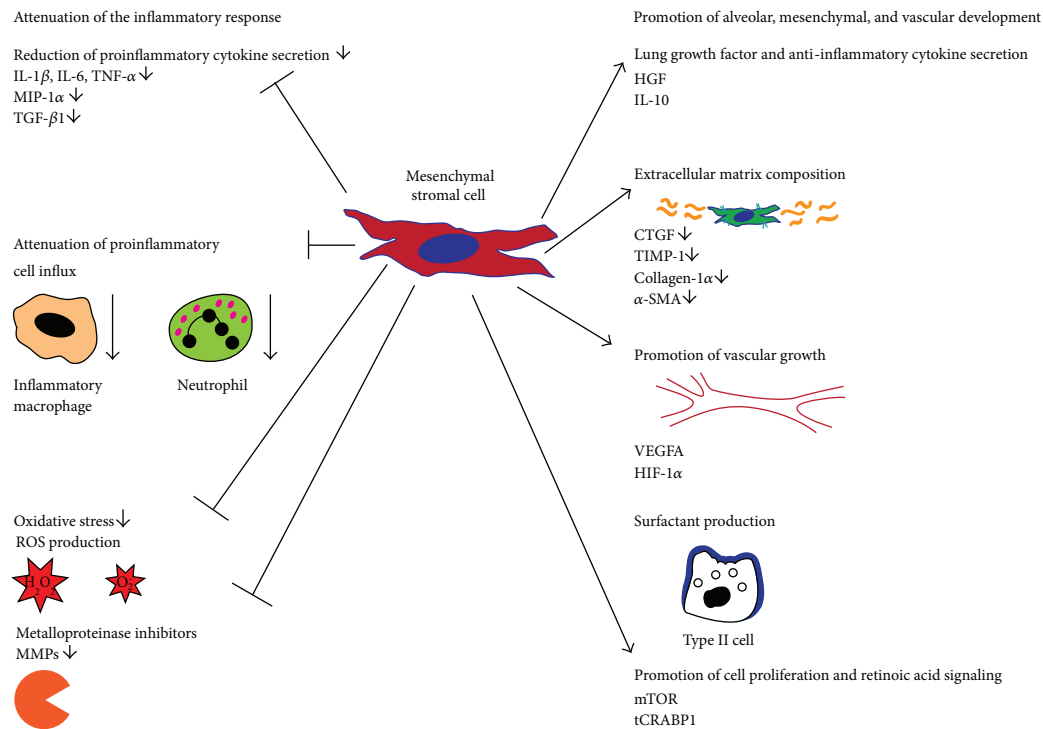 Attenuation of the inflammatory response
Reduction of proinflammatory cytokine secretion ↓
IL-1β, IL-6, TNF-α ↓
MIP-1α ↓
TGF-β1 ↓
Attenuation of proinflammatory
cell influx
Inflammatory
macrophage
Neutrophil
Oxidative stress ↓
ROS production
H2O2
O2-
Metalloproteinase inhibitors
MMPs ↓
Mesenchymal
stromal cell
Promotion of alveolar, mesenchymal, and vascular development
Lung growth factor and anti-inflammatory cytokine secretion
HGF
IL-10
Extracellular matrix composition
CTGF ↓
TIMP-1 ↓
Collagen-1α ↓
α-SMA ↓
Promotion of vascular growth
VEGFA
HIF-1α
Surfactant production
Type II cell
Promotion of cell proliferation and retinoic acid signaling
mTOR
tCRABP1